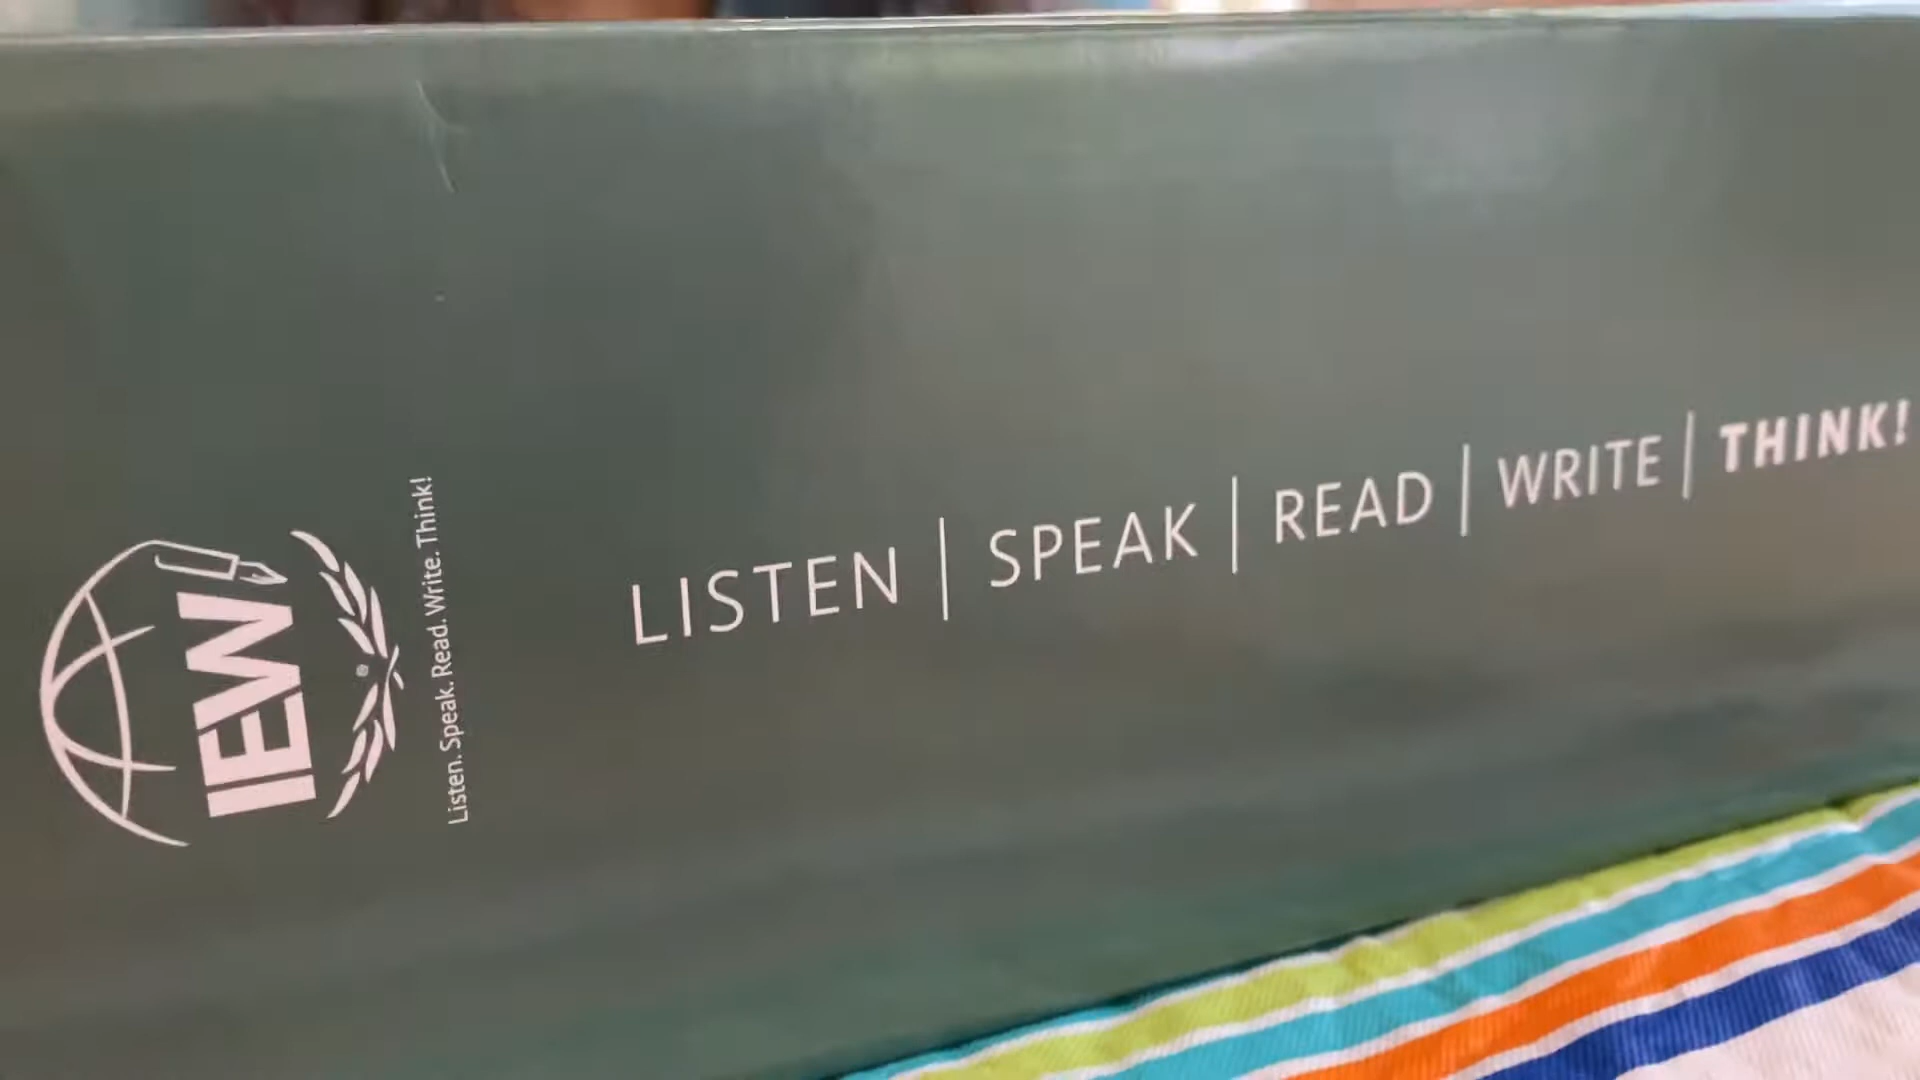 IEW
®
Listen. Speak. Read. Write. Think!
LISTEN | SPEAK | READ | WRITE | THINK!